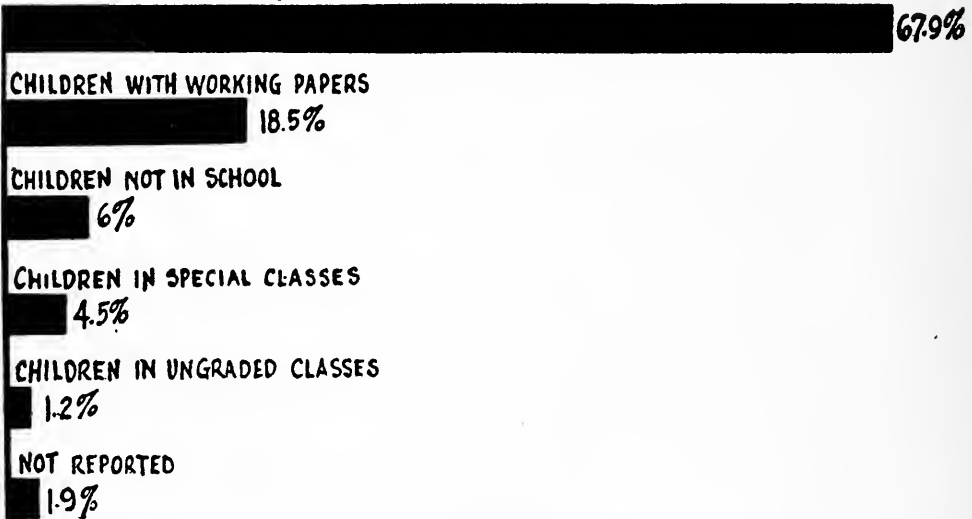 67.9%
CHILDREN WITH WORKING PAPERS
18.5%
CHILDREN NOT IN SCHOOL
6%
CHILDREN IN SPECIAL CLASSES
4.5%
CHILDREN IN UNGRADED CLASSES
1.2%
NOT REPORTED
1.9%